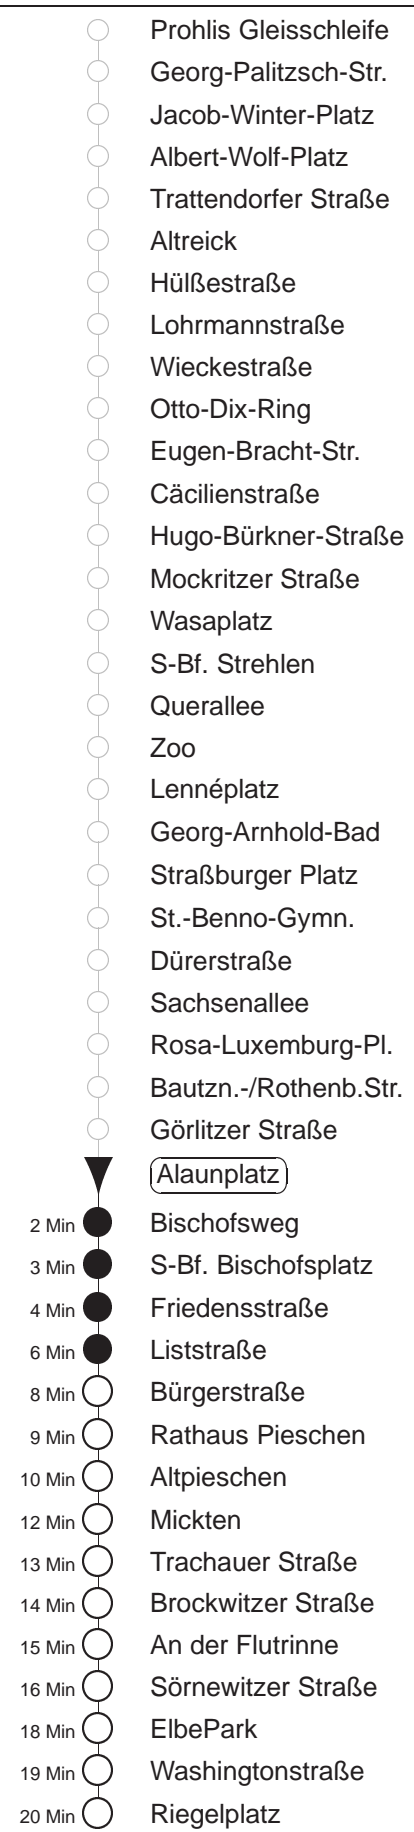 Prohlis Gleisschleife
Georg-Palitzsch-Str.
Jacob-Winter-Platz
Albert-Wolf-Platz
Trattendorfer Straße
Altreick
Hülßestraße
Lohrmannstraße
Wieckestraße
Otto-Dix-Ring
Eugen-Bracht-Str.
Cäcilienstraße
Hugo-Bürkner-Straße
Mockritzer Straße
Wasaplatz
S-Bf. Strehlen
Querallee
Zoo
Lennéplatz
Georg-Arnhold-Bad
Straßburger Platz
St.-Benno-Gymn.
Dürerstraße
Sachsenallee
Rosa-Luxemburg-Pl.
Bautzn.-/Rothenb.Str.
Görlitzer Straße
Alaunplatz
2 Min Bischofsweg
3 Min S-Bf. Bischofsplatz
4 Min Friedensstraße
6 Min Liststraße
8 Min Bürgerstraße
9 Min Rathaus Pieschen
10 Min Altpieschen
12 Min Mickten
13 Min Trachauer Straße
14 Min Brockwitzer Straße
15 Min An der Flutrinne
16 Min Sörnewitzer Straße
18 Min ElbePark
19 Min Washingtonstraße
20 Min Riegelplatz